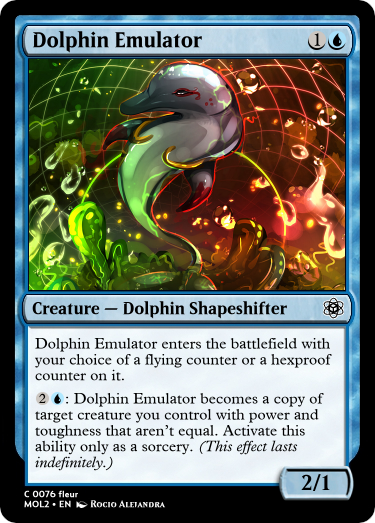 Dolphin Emulator 1
Creature — Dolphin Shapeshifter
Dolphin Emulator enters the battlefield with
your choice of a flying counter or a hexproof
counter on it.
2: Dolphin Emulator becomes a copy of
target creature you control with power and
toughness that aren't equal. Activate this
ability only as a sorcery. (This effect lasts
indefinitely.)
2/1
C 0076 fleur
MOL2 • EN Rocio Alejandra